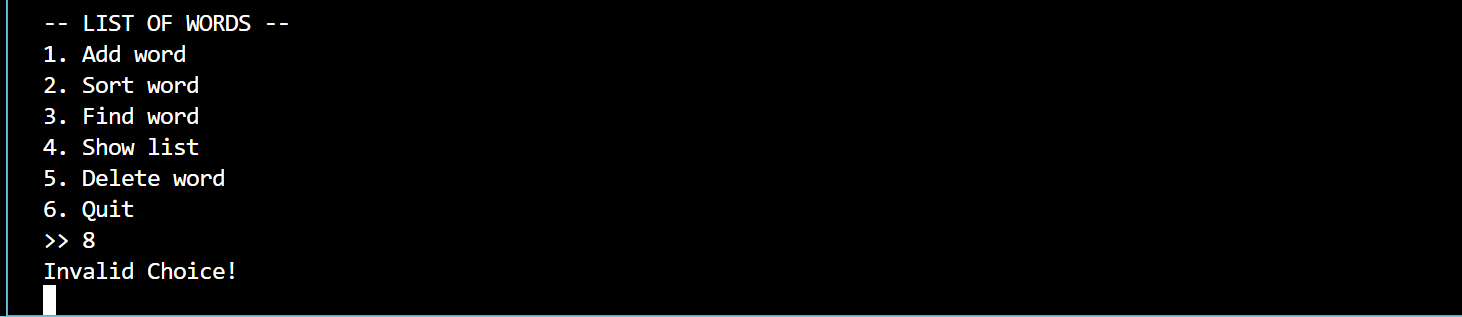 -- LIST OF WORDS --
1. Add word
2. Sort word
3. Find word
4. Show list
5. Delete word
6. Quit
>> 8
Invalid Choice!